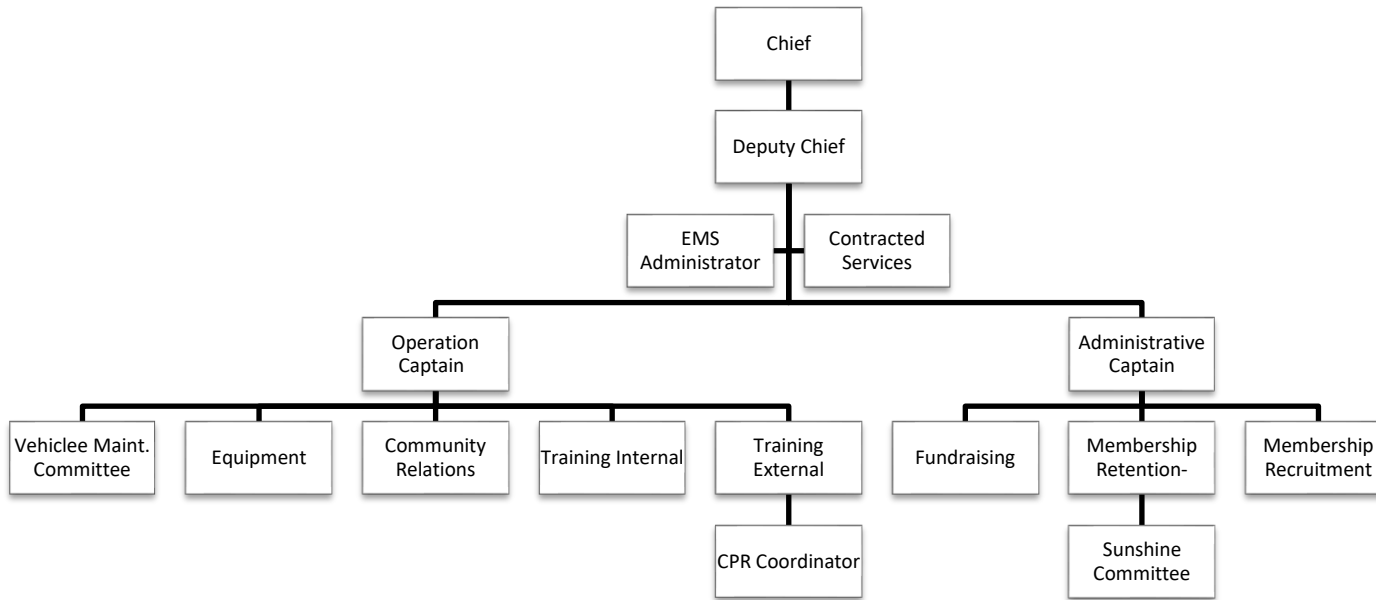 Chief
Deputy Chief
EMS
Administrator
Contracted
Services
Operation
Captain
Administrative
Captain
Vehiclee Maint.
Committee
Equipment
Community
Relations
Training Internal
Training
External
Fundraising
Membership
Retention-
Membership
Recruitment
CPR Coordinator
Sunshine
Committee